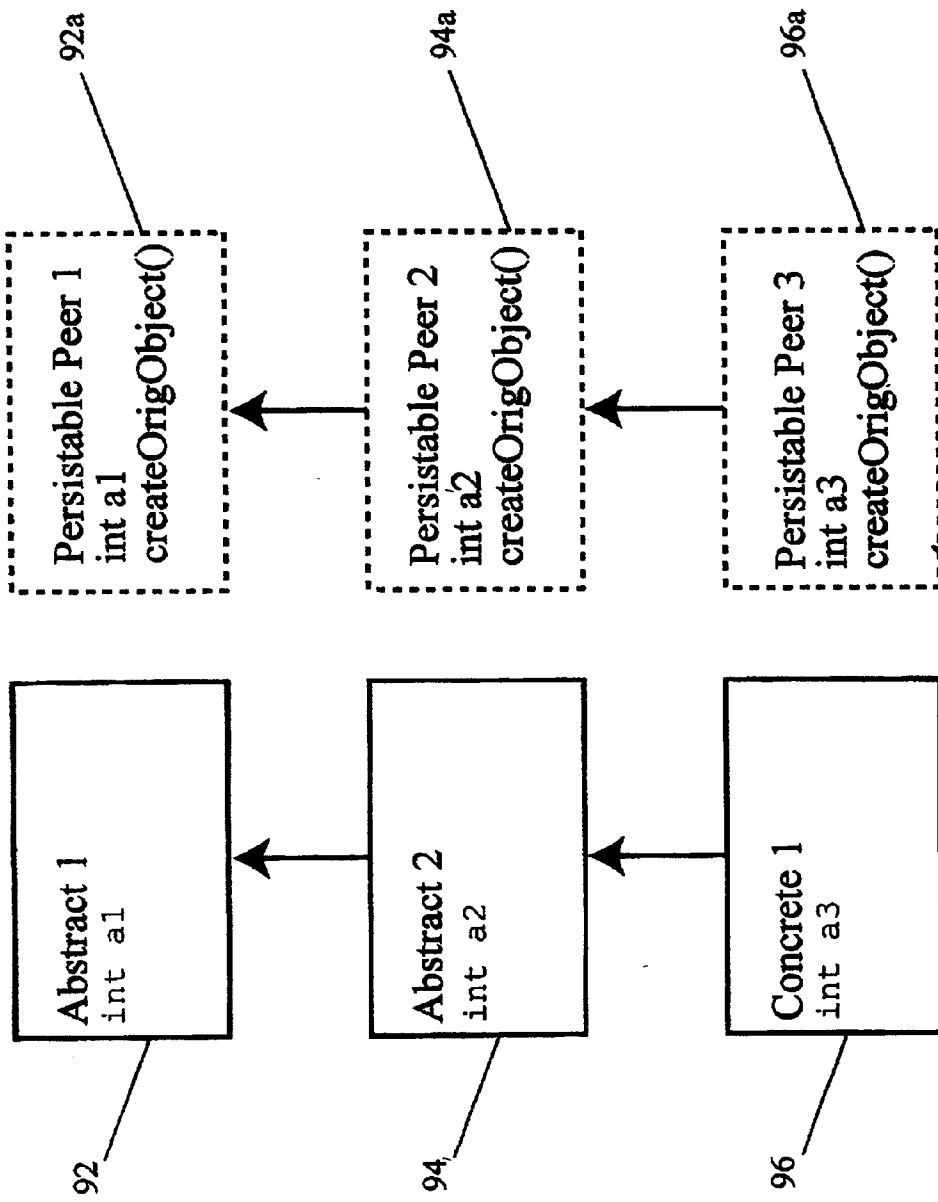 92
Abstract 1
int a1
Persistable Peer 1
int a1
createOrigObject()
92a
94
Abstract 2
int a2
Persistable Peer 2
int a2
createOrigObject()
94a
96
Concrete 1
int a3
Persistable Peer 3
int a3
createOrigObject()
96a